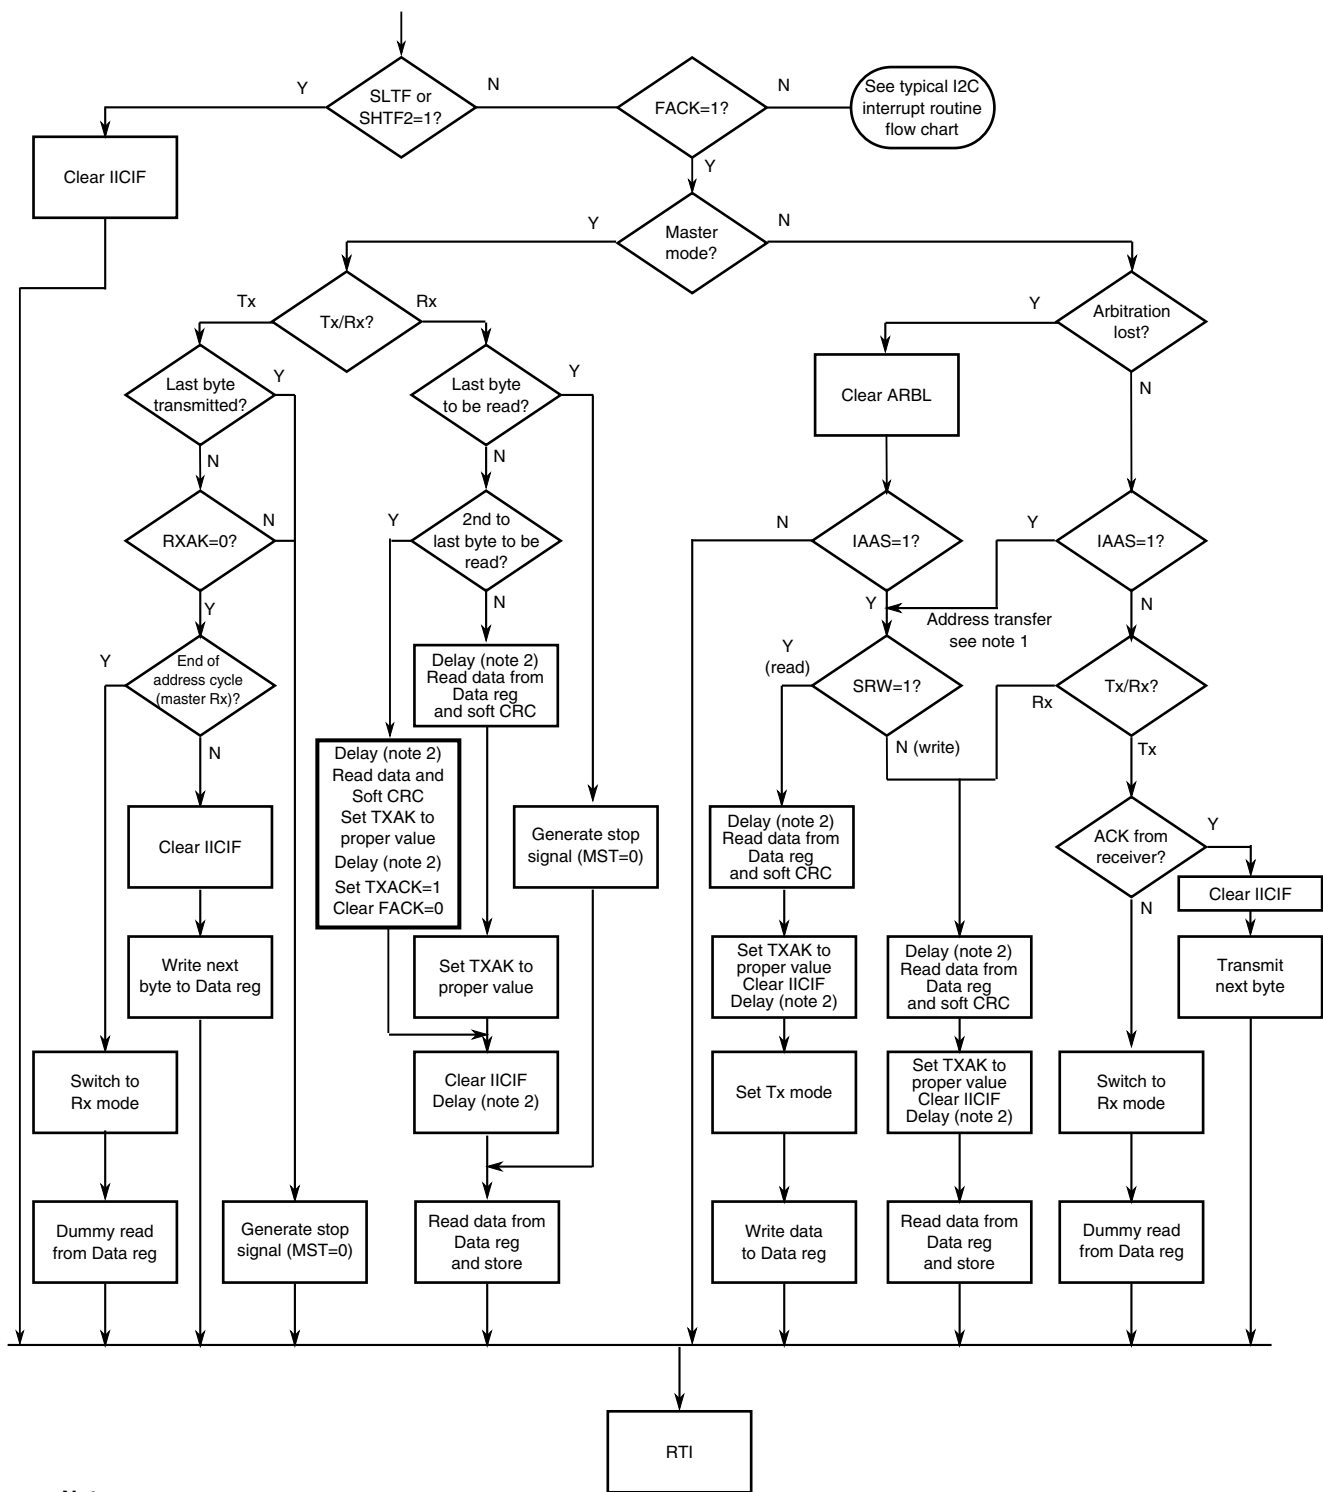 Y
SLTF or
SHTF2=1?
N
FACK=1?
N
See typical I2C
interrupt routine
flow chart
Clear IICIF
Y
Y
Master
mode?
N
Tx
Tx/Rx?
Rx
Y
Arbitration
lost?
Last byte
transmitted?
Y
Last byte
to be read?
Y
Clear ARBL
N
N
N
RXAK=0?
N
Y
2nd to
last byte to be
read?
N
IAAS=1?
Y
IAAS=1?
Y
N
Y
N
Address transfer
see note 1
Y
End of
address cycle
(master Rx)?
Delay (note 2)
Read data from
Data reg
and soft CRC
Y
(read)
SRW=1?
Rx
Tx/Rx?
N
N (write)
Tx
Delay (note 2)
Read data and
Soft CRC
Set TXAK to
proper value
Delay (note 2)
Set TXACK=1
Clear FACK=0
Clear IICIF
Generate stop
signal (MST=0)
Delay (note 2)
Read data from
Data reg
and soft CRC
ACK from
receiver?
Y
Clear IICIF
N
Write next
byte to Data reg
Set TXAK to
proper value
Set TXAK to
proper value
Clear IICIF
Delay (note 2)
Delay (note 2)
Read data from
Data reg
and soft CRC
Transmit
next byte
Switch to
Rx mode
Clear IICIF
Delay (note 2)
Set Tx mode
Set TXAK to
proper value
Clear IICIF
Delay (note 2)
Switch to
Rx mode
Dummy read
from Data reg
Generate stop
signal (MST=0)
Read data from
Data reg
and store
Write data
to Data reg
Read data from
Data reg
and store
Dummy read
from Data reg
RTI